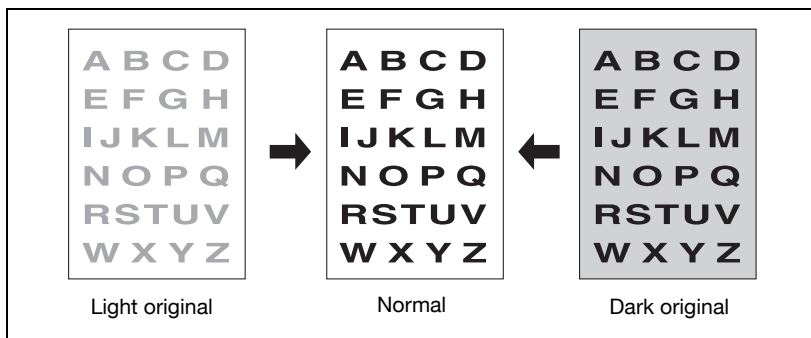 A B C D
E F G H
I J K L M
N O P Q
R S T U V
W X Y Z
Light original
A B C D
E F G H
I J K L M
N O P Q
R S T U V
W X Y Z
Normal
A B C D
E F G H
I J K L M
N O P Q
R S T U V
W X Y Z
Dark original